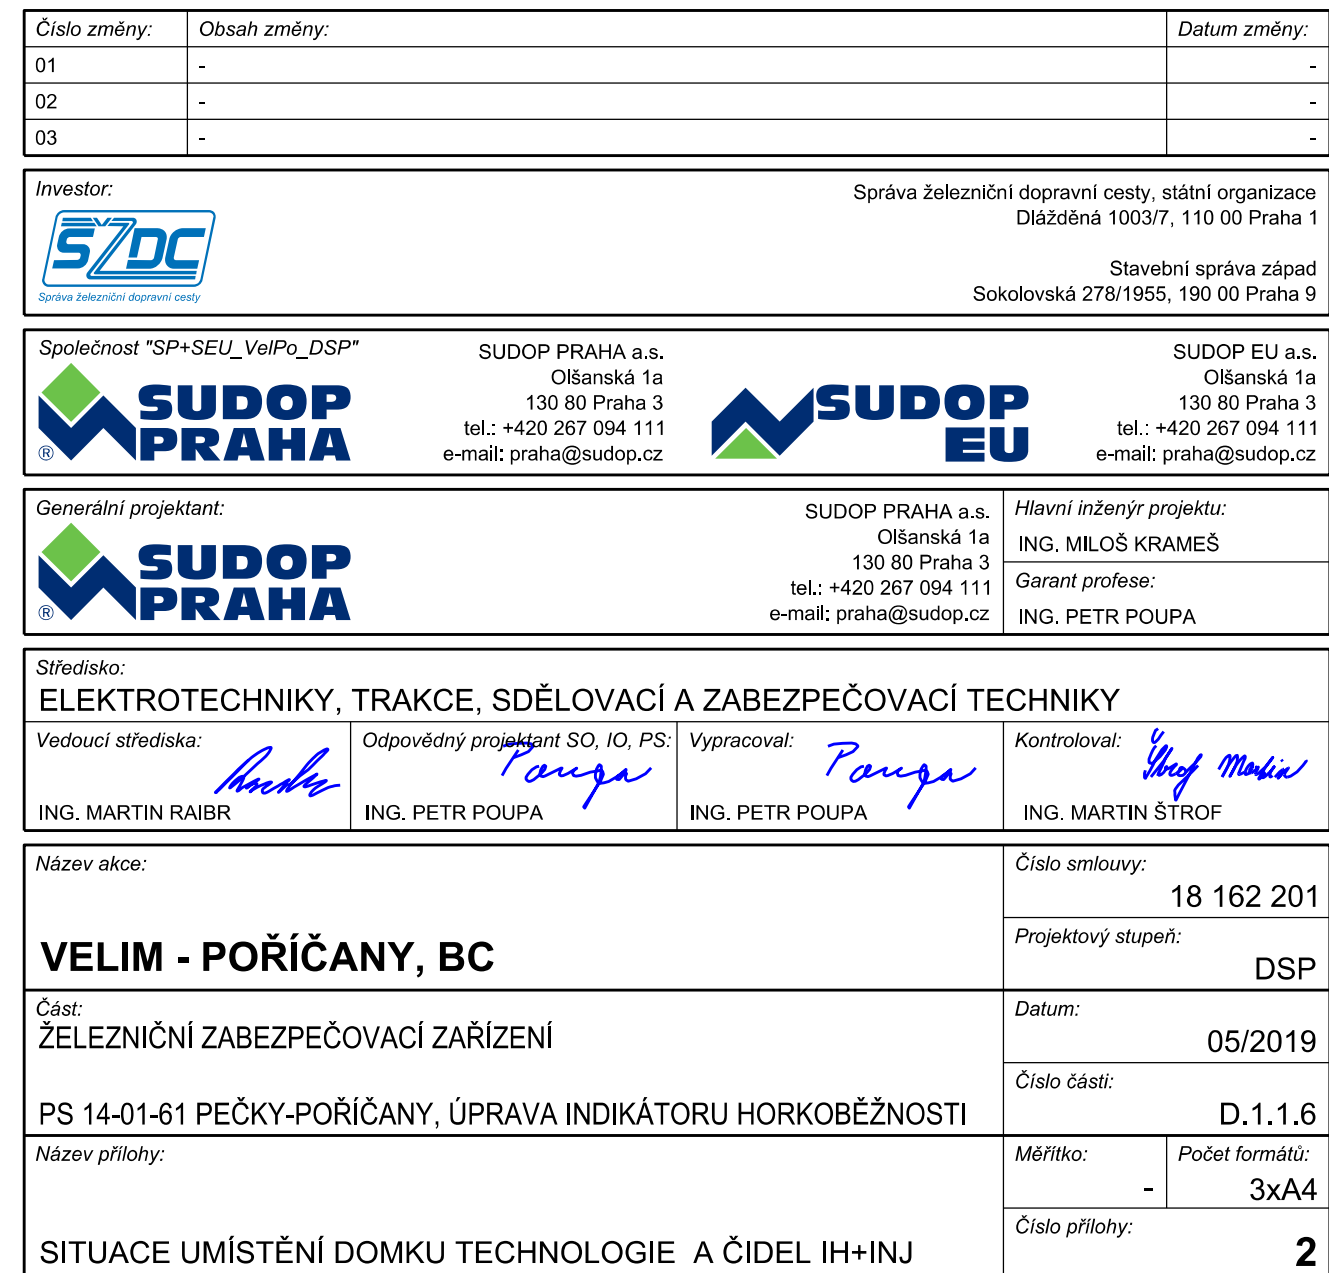 Číslo změny: Obsah změny: Datum změny:
01 - -
02 - -
03 - -
Investor:
ŠŽDC
Správa železniční dopravní cesty
Správa železniční dopravní cesty, státní organizace
Dlážděná 1003/7, 110 00 Praha 1
Stavební správa západ
Sokolovská 278/1955, 190 00 Praha 9
Společnost "SP+SEU_VelPo_DSP"
SUDOP
PRAHA
®
SUDOP PRAHA a.s.
Olšanská 1a
130 80 Praha 3
tel.: +420 267 094 111
e-mail: praha@sudop.cz
SUDOP
EU
SUDOP EU a.s.
Olšanská 1a
130 80 Praha 3
tel.: +420 267 094 111
e-mail: praha@sudop.cz
Generální projektant:
SUDOP
PRAHA
®
SUDOP PRAHA a.s.
Olšanská 1a
130 80 Praha 3
tel.: +420 267 094 111
e-mail: praha@sudop.cz
Hlavní inženýr projektu:
ING. MILOŠ KRAMEŠ
Garant profese:
ING. PETR POUPA
Středisko:
ELEKTROTECHNIKY, TRAKCE, SDĚLOVACÍ A ZABEZPEČOVACÍ TECHNIKY
Vedoucí střediska:
ING. MARTIN RAIBR
Odpovědný projektant SO, IO, PS:
Poupa
ING. PETR POUPA
Vypracoval:
Poupa
ING. PETR POUPA
Kontroloval:
Štrof Martin
ING. MARTIN ŠTROF
Název akce:
VELIM - POŘÍČANY, BC
Číslo smlouvy:
18 162 201
Projektový stupeň:
DSP
Část:
ŽELEZNIČNÍ ZABEZPEČOVACÍ ZAŘÍZENÍ
PS 14-01-61 PEČKY-POŘÍČANY, ÚPRAVA INDIKÁTORU HORKOBĚŽNOSTI
Datum:
05/2019
Číslo části:
D.1.1.6
Název přílohy:
SITUACE UMÍSTĚNÍ DOMKU TECHNOLOGIE A ČIDEL IH+INJ
Měřítko:
-
Počet formátů:
3xA4
Číslo přílohy:
2